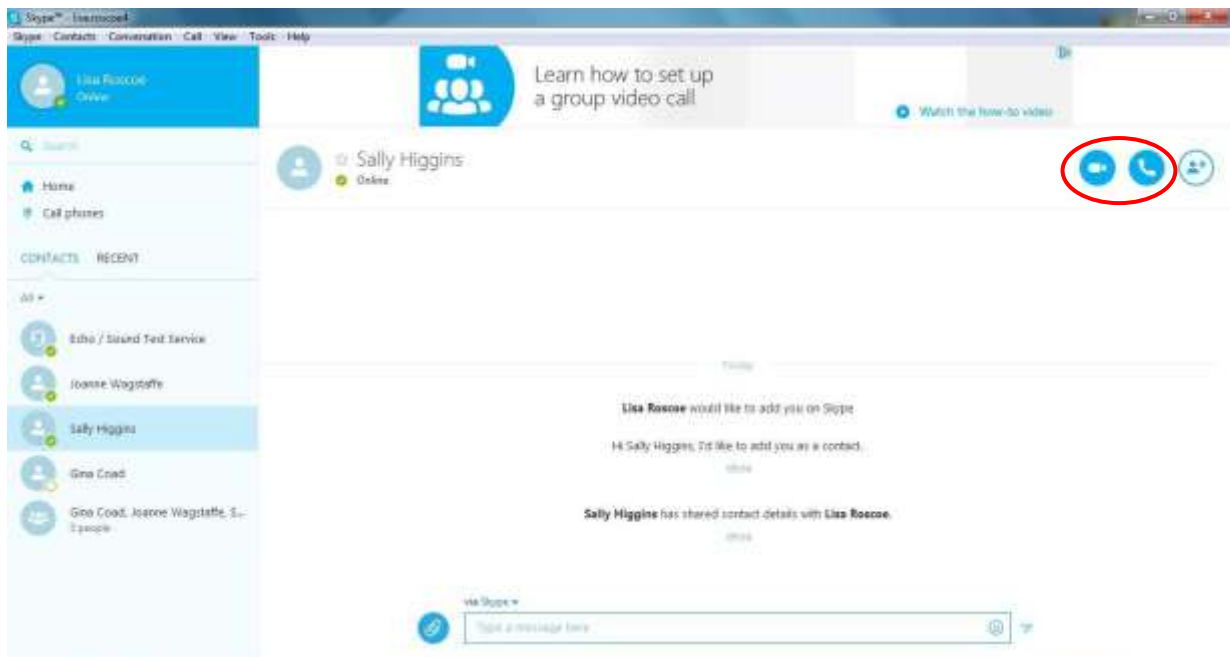 Skype™ - lisa.roscoe4
Skype Contacts Conversation Call View Tools Help
Lisa Roscoe
Online
Learn how to set up
a group video call
Watch the how-to video
Search
Sally Higgins
Online
Home
Call phones
CONTACTS RECENT
All
Echo / Sound Test Service
Joanne Wagstaffe
Sally Higgins
Gina Coad
Gina Coad, Joanne Wagstaffe, S...
3 people
Today
Lisa Roscoe would like to add you on Skype
Hi Sally Higgins, I'd like to add you as a contact.
Sally Higgins has shared contact details with Lisa Roscoe.
via Skype
Type a message here